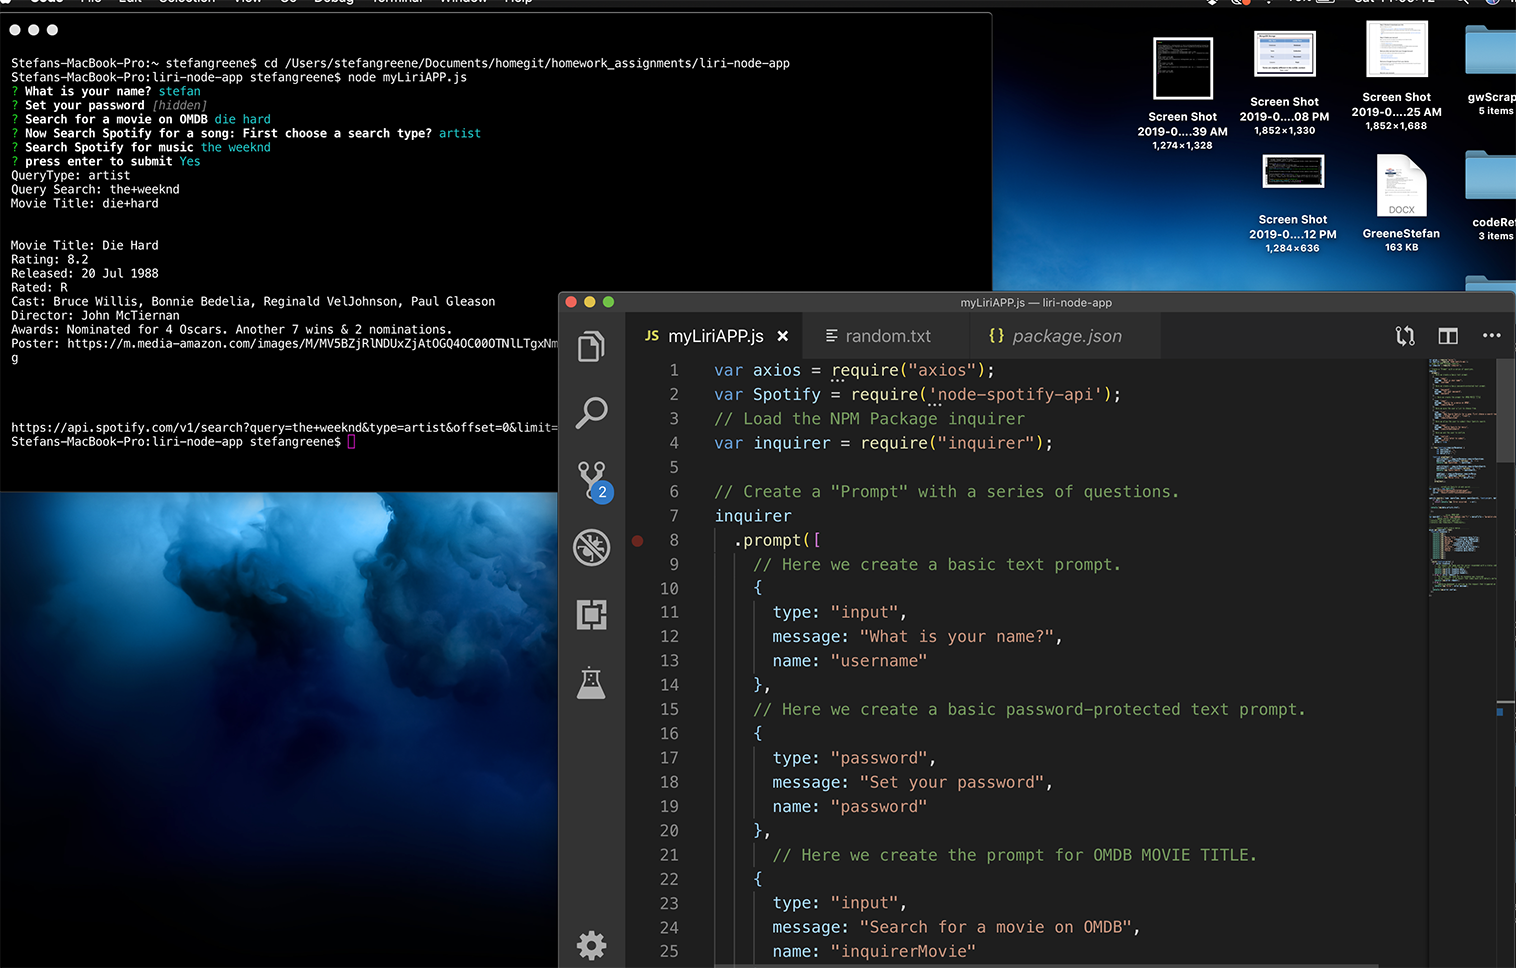 Stefans-MacBook-Pro:~ stefangreene$ cd /Users/stefangreene/Documents/homegit/homework_assignments/liri-node-app
Stefans-MacBook-Pro:liri-node-app stefangreene$ node myLiriAPP.js
? What is your name? stefan
? Set your password [hidden]
? Search for a movie on OMDB die hard
? Now Search Spotify for a song: First choose a search type? artist
? Search Spotify for music the weeknd
? press enter to submit Yes
QueryType: artist
Query Search: the+weeknd
Movie Title: die+hard
Movie Title: Die Hard
Rating: 8.2
Released: 20 Jul 1988
Rated: R
Cast: Bruce Willis, Bonnie Bedelia, Reginald VelJohnson, Paul Gleason
Director: John McTiernan
Awards: Nominated for 4 Oscars. Another 7 wins & 2 nominations.
Poster: https://m.media-amazon.com/images/M/MV5BZjRlNDUxZjAtOGQ4OC00OTNlLTgxNm
g
https://api.spotify.com/v1/search?query=the+weeknd&type=artist&offset=0&limit=
Stefans-MacBook-Pro:liri-node-app stefangreene$
Screen Shot
2019-0....39 AM
1,274×1,328
Screen Shot
2019-0....08 PM
1,852×1,330
Screen Shot
2019-0....25 AM
1,852×1,688
gwScrap
5 items
Screen Shot
2019-0....12 PM
1,284×636
DOCX
GreeneStefan
163 KB
codeRef
3 items
myLiriAPP.js — liri-node-app
JS myLiriAPP.js
random.txt
{} package.json
2
1 var axios = require("axios");
2 var Spotify = require('node-spotify-api');
3 // Load the NPM Package inquirer
4 var inquirer = require("inquirer");
5
6 // Create a "Prompt" with a series of questions.
7 inquirer
8 .prompt([
9 // Here we create a basic text prompt.
10 {
11 type: "input",
12 message: "What is your name?",
13 name: "username"
14 },
15 // Here we create a basic password-protected text prompt.
16 {
17 type: "password",
18 message: "Set your password",
19 name: "password"
20 },
21 // Here we create the prompt for OMDB MOVIE TITLE.
22 {
23 type: "input",
24 message: "Search for a movie on OMDB",
25 name: "inquirerMovie"